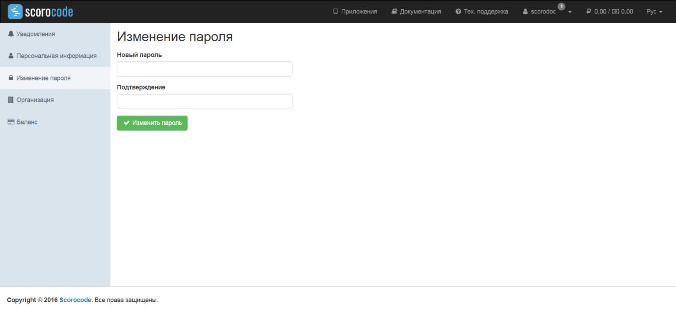 scorocode
Приложения Документация Тех. поддержка scorodoc 1 ₽ 0,00 / 0,00 Рус
Уведомления
Персональная информация
Изменение пароля
Организация
Баланс
Изменение пароля
Новый пароль
Подтверждение
Изменить пароль
Copyright © 2016 Scorocode. Все права защищены.